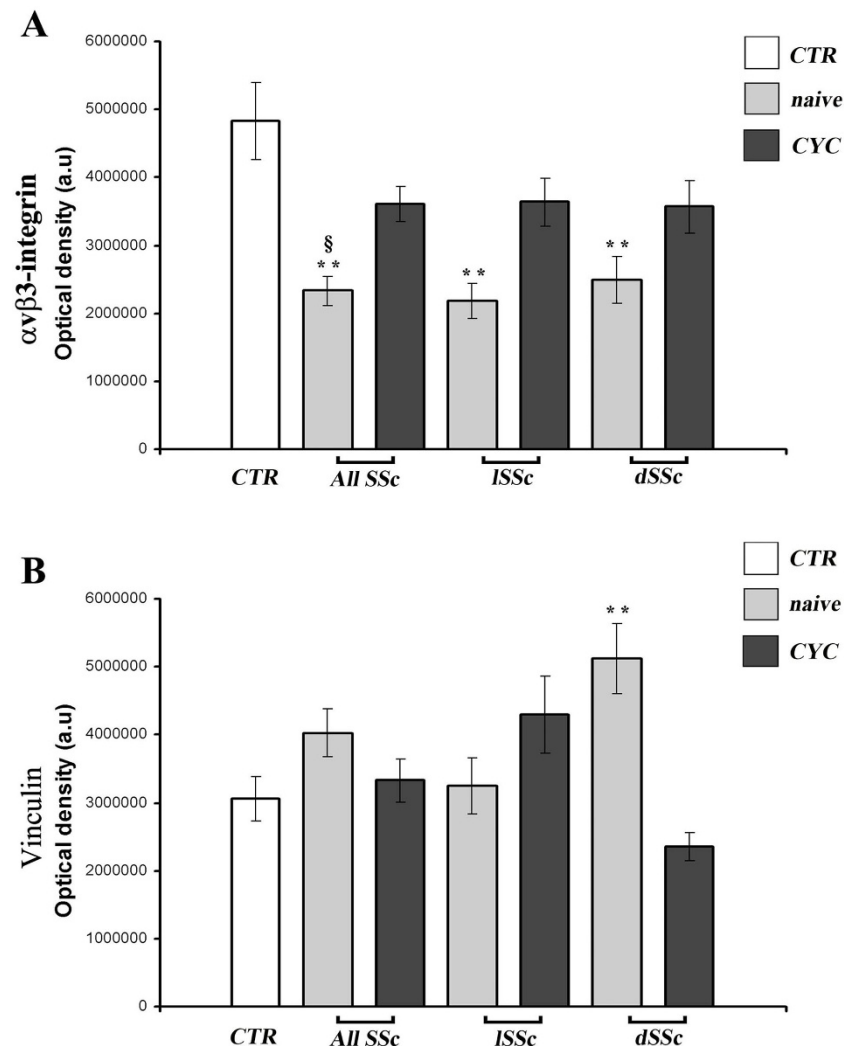 A
6000000
5000000
4000000
3000000
2000000
1000000
0
αvβ3-integrin
Optical density (a.u)
CTR
naive
CYC
§
**
**
**
CTR
All SSc
lSSc
dSSc
B
6000000
5000000
4000000
3000000
2000000
1000000
0
Vinculin
Optical density (a.u)
CTR
naive
CYC
**
CTR
All SSc
lSSc
dSSc